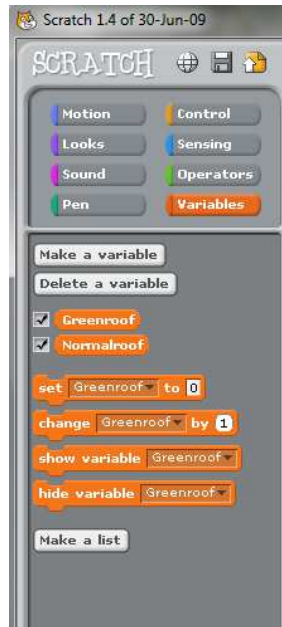 Scratch 1.4 of 30-Jun-09
SCRATCH
Motion Control
Looks Sensing
Sound Operators
Pen Variables
Make a variable
Delete a variable
Greenroof
Normalroof
set Greenroof to 0
change Greenroof by 1
show variable Greenroof
hide variable Greenroof
Make a list